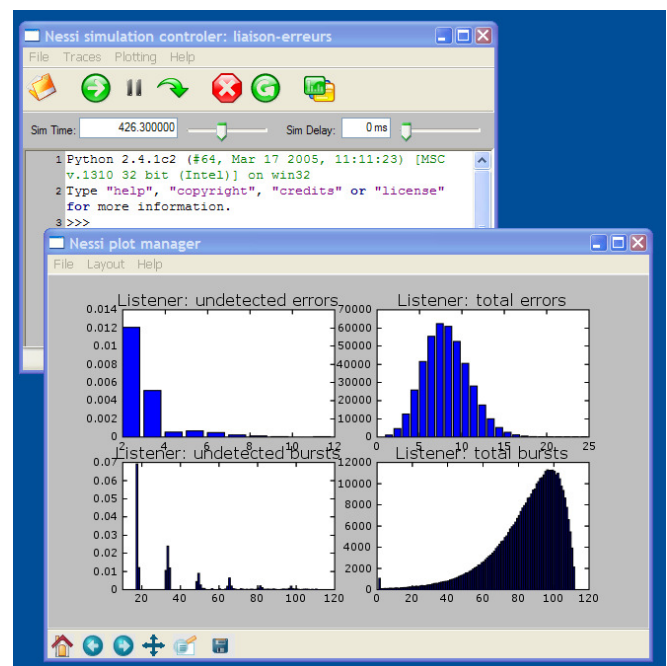 Nessi simulation controler: liaison-erreurs
File Traces Plotting Help
Sim Time: 426.300000 Sim Delay: 0 ms
1 Python 2.4.1c2 (#64, Mar 17 2005, 11:11:23) [MSC
v.1310 32 bit (Intel)] on win32
2 Type "help", "copyright", "credits" or "license"
for more information.
3 >>>
Nessi plot manager
File Layout Help
Listener: undetected errors
0.014
0.012
0.01
0.008
0.006
0.004
0.002
0
2 4 6 8 10 12
Listener: total errors
70000
60000
50000
40000
30000
20000
10000
0
0 5 10 15 20 25
Listener: undetected bursts
0.07
0.06
0.05
0.04
0.03
0.02
0.01
0
20 40 60 80 100 120
Listener: total bursts
12000
10000
8000
6000
4000
2000
0
0 20 40 60 80 100 120